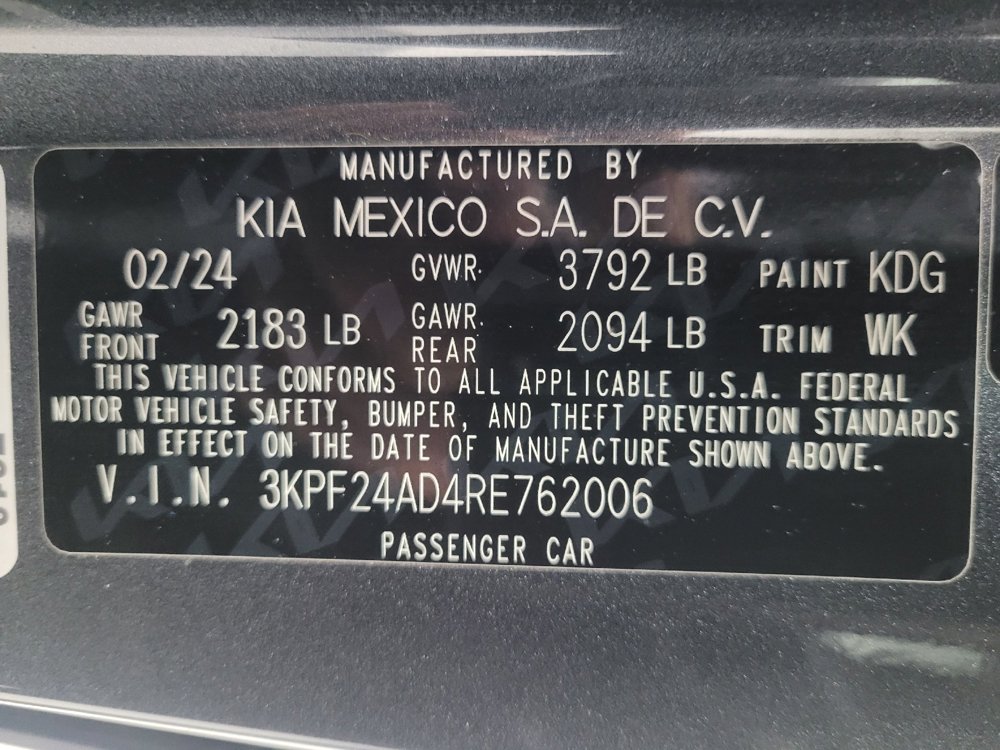 MANUFACTURED BY
KIA MEXICO S.A. DE C.V.
02/24 GVWR. 3792 LB PAINT KDG
GAWR FRONT 2183 LB GAWR. REAR 2094 LB TRIM WK
THIS VEHICLE CONFORMS TO ALL APPLICABLE U.S.A. FEDERAL
MOTOR VEHICLE SAFETY, BUMPER, AND THEFT PREVENTION STANDARDS
IN EFFECT ON THE DATE OF MANUFACTURE SHOWN ABOVE.
V.I.N. 3KPF24AD4RE762006
PASSENGER CAR